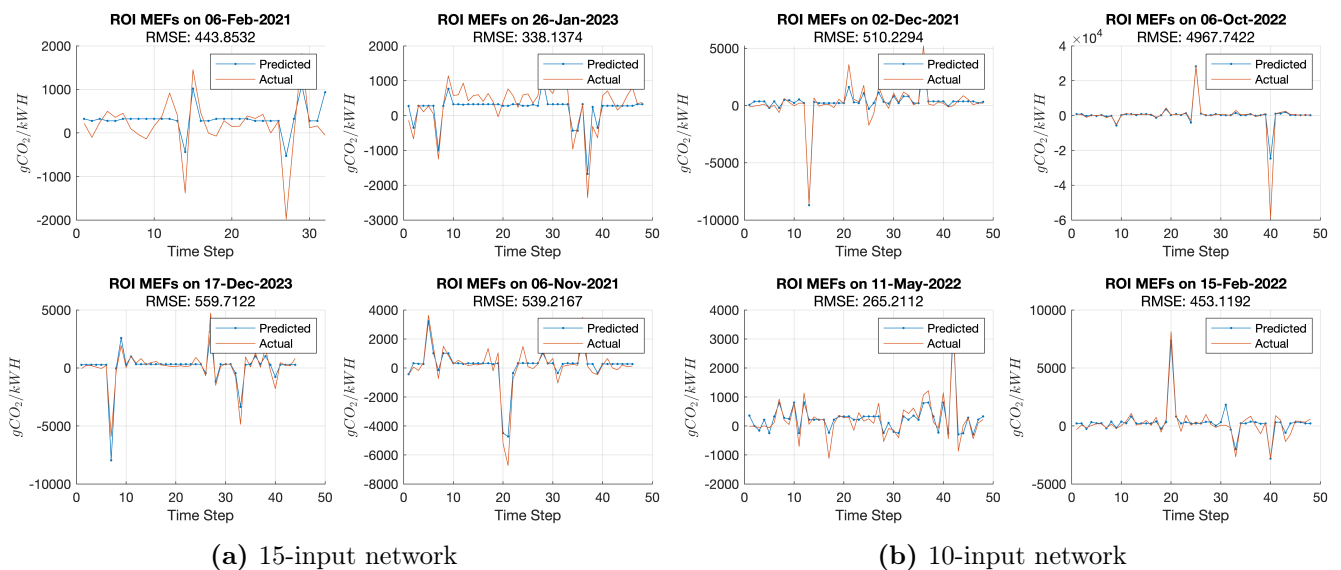 ROI MEFs on 06-Feb-2021
RMSE: 443.8532
2000
1000
0
-1000
-2000
gCO2/kWH
0 10 20 30
Time Step
Predicted
Actual
ROI MEFs on 26-Jan-2023
RMSE: 338.1374
2000
1000
0
-1000
-2000
-3000
gCO2/kWH
0 10 20 30 40 50
Time Step
Predicted
Actual
ROI MEFs on 02-Dec-2021
RMSE: 510.2294
5000
0
-5000
-10000
gCO2/kWH
0 10 20 30 40 50
Time Step
Predicted
Actual
ROI MEFs on 06-Oct-2022
RMSE: 4967.7422
×10^4
4
2
0
-2
-4
-6
gCO2/kWH
0 10 20 30 40 50
Time Step
Predicted
Actual
ROI MEFs on 17-Dec-2023
RMSE: 559.7122
5000
0
-5000
-10000
gCO2/kWH
0 10 20 30 40 50
Time Step
Predicted
Actual
ROI MEFs on 06-Nov-2021
RMSE: 539.2167
4000
2000
0
-2000
-4000
-6000
-8000
gCO2/kWH
0 10 20 30 40 50
Time Step
Predicted
Actual
ROI MEFs on 11-May-2022
RMSE: 265.2112
4000
3000
2000
1000
0
-1000
-2000
gCO2/kWH
0 10 20 30 40 50
Time Step
Predicted
Actual
ROI MEFs on 15-Feb-2022
RMSE: 453.1192
10000
5000
0
-5000
gCO2/kWH
0 10 20 30 40 50
Time Step
Predicted
Actual
(a) 15-input network
(b) 10-input network